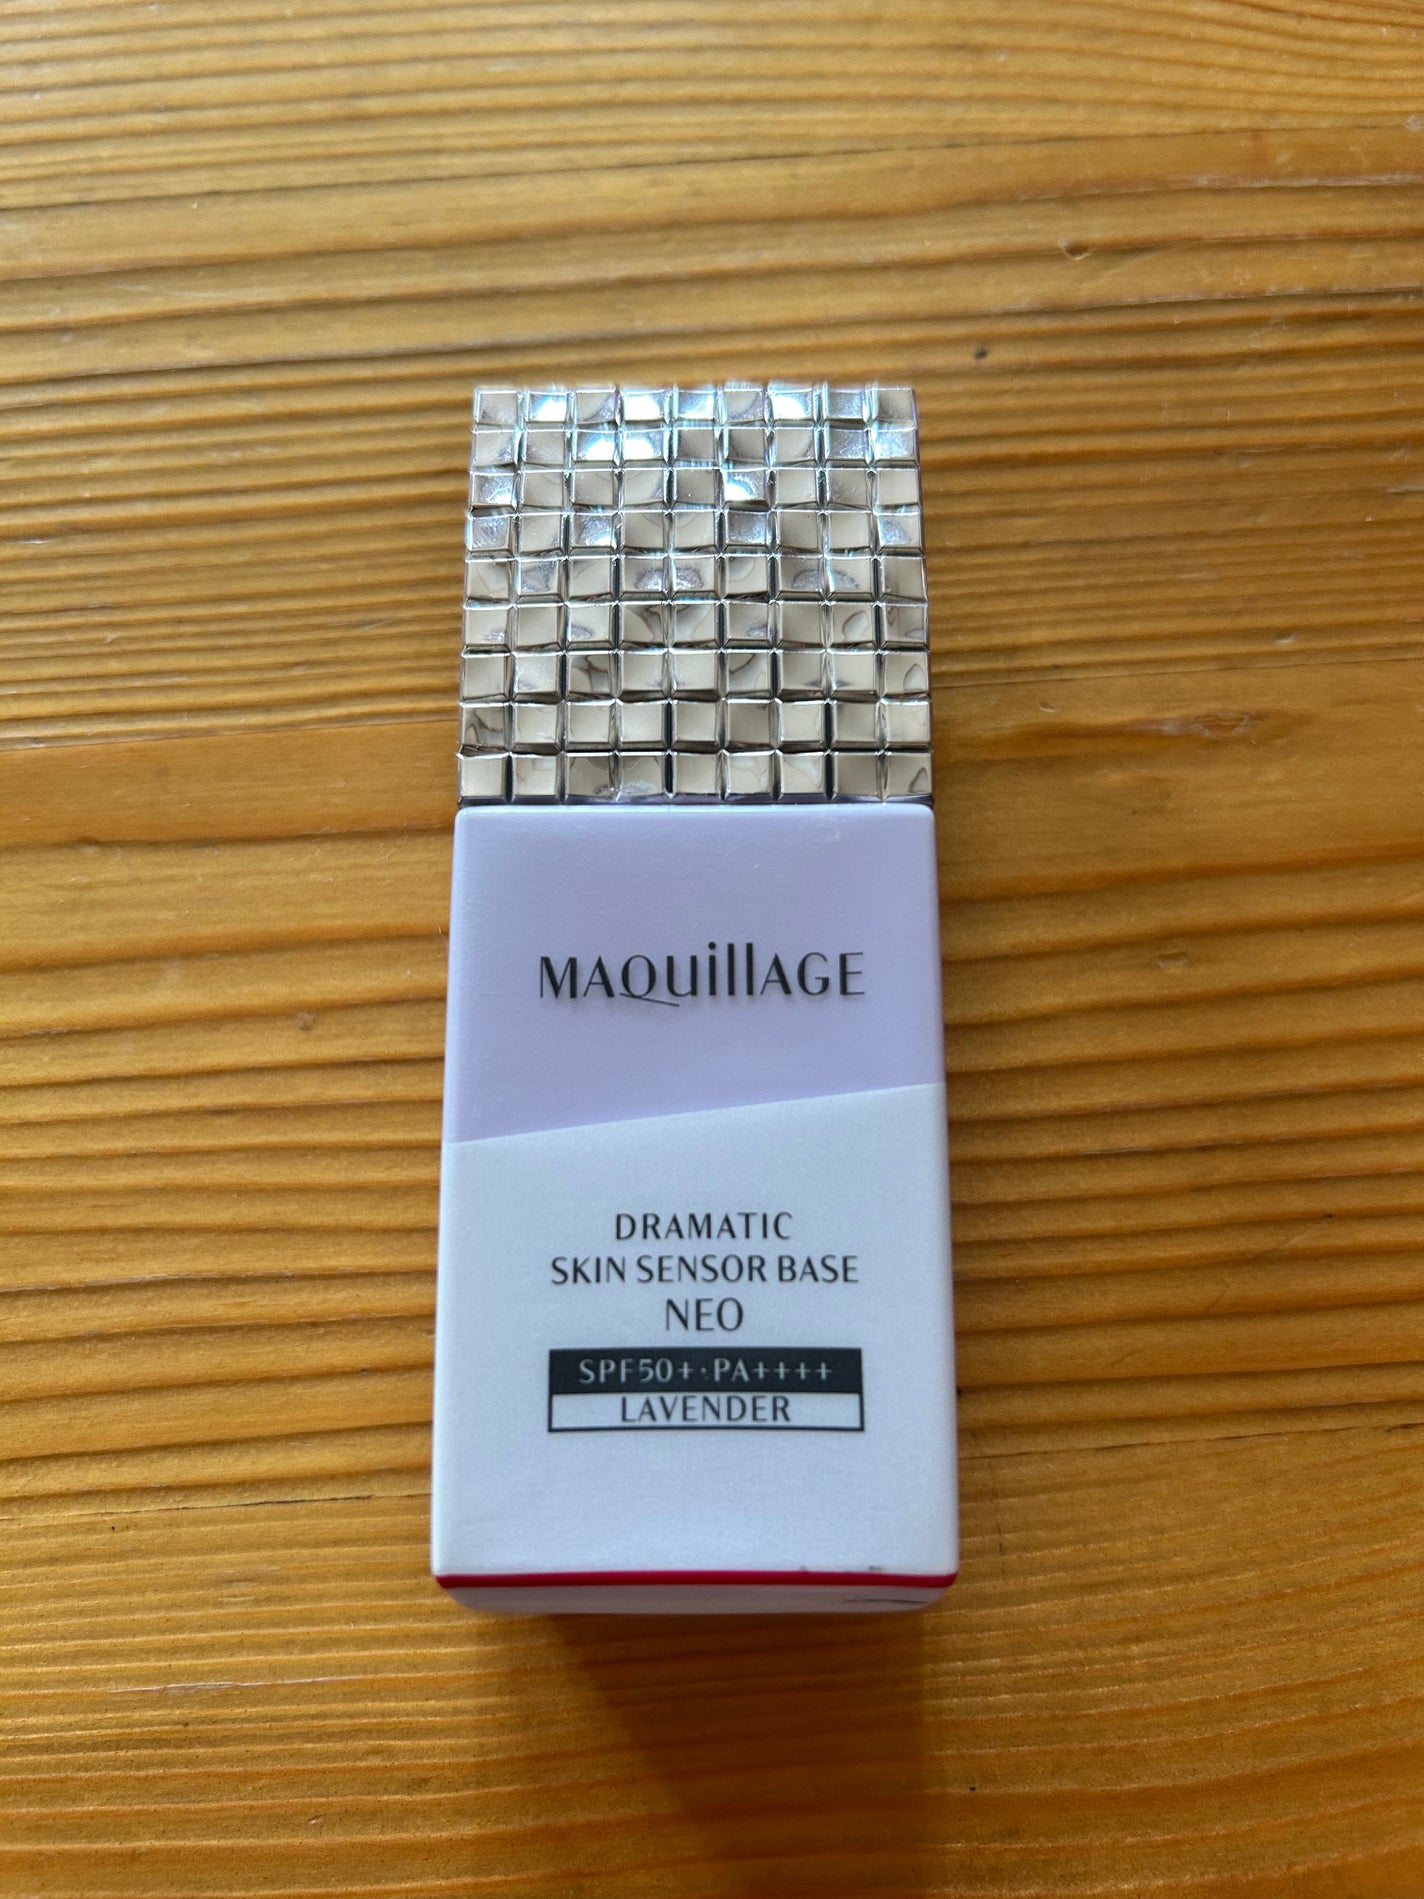 MAQuillAGE
DRAMATIC
SKIN SENSOR BASE
NEO
SPF50+·PA++++
LAVENDER